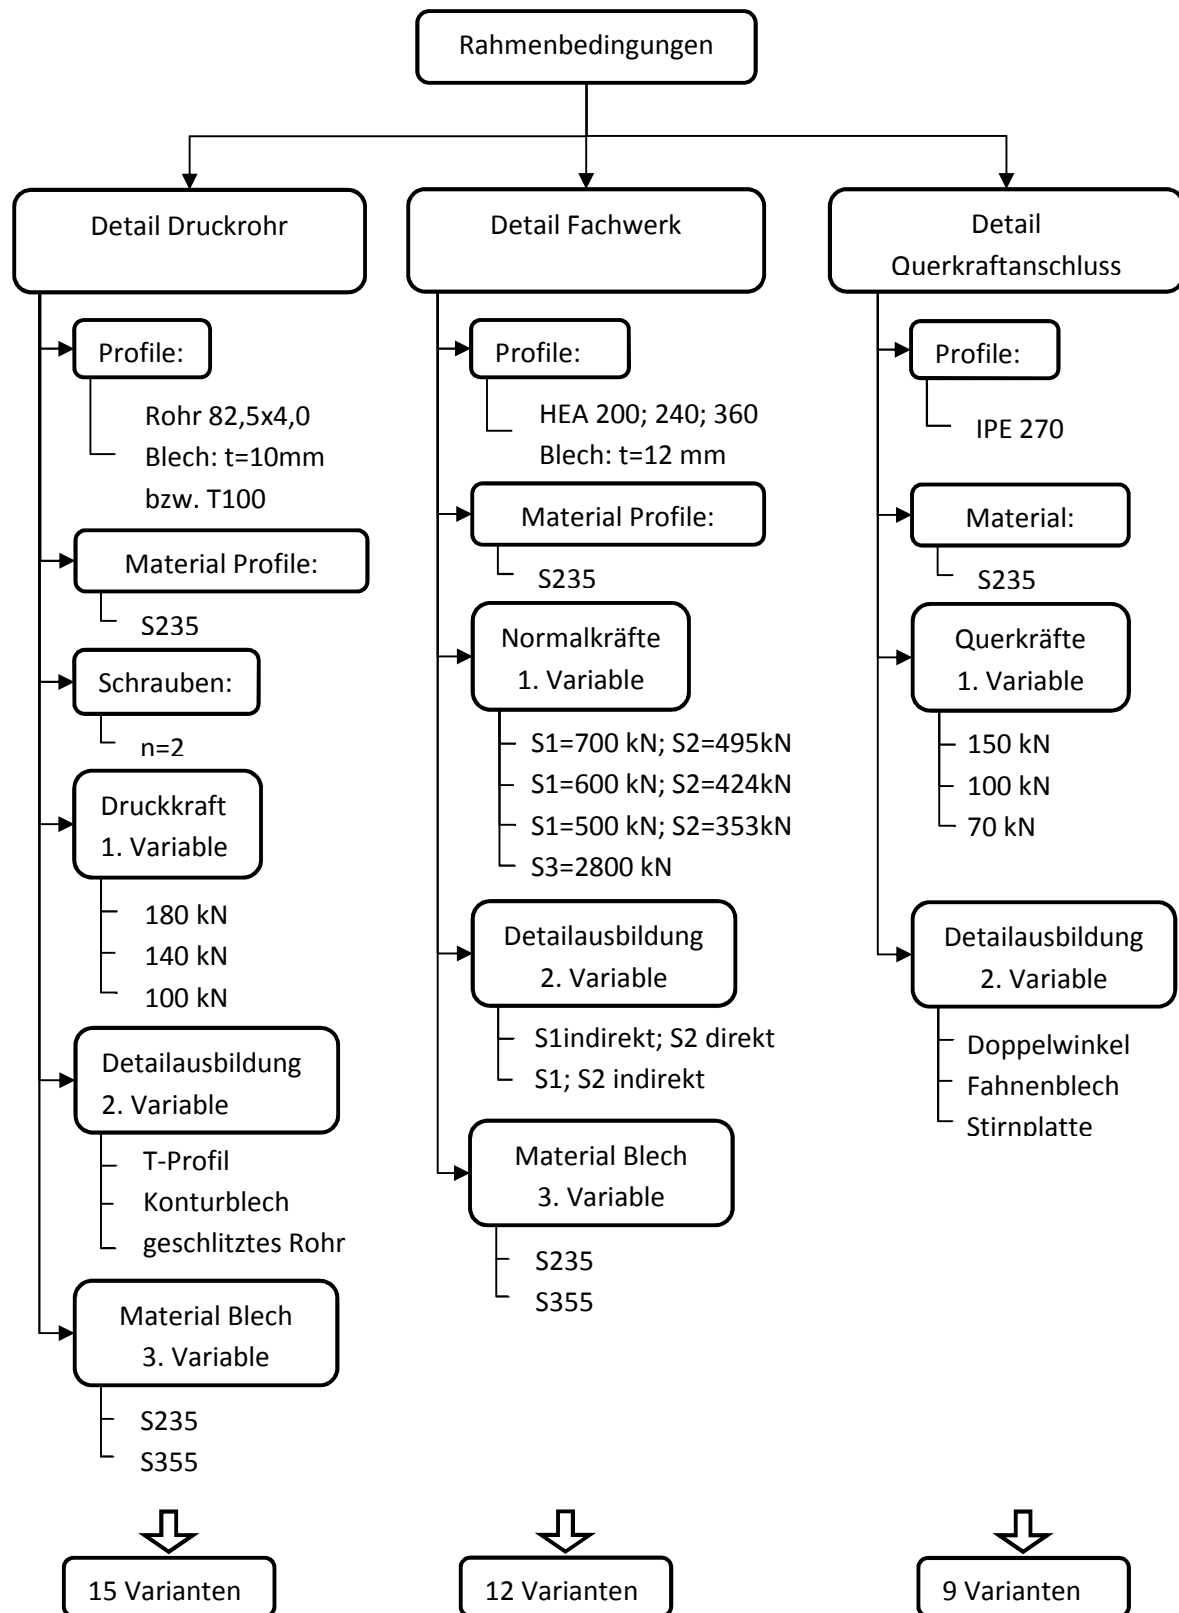 Rahmenbedingungen
Detail Druckrohr
Profile:
Rohr 82,5x4,0
Blech: t=10mm
bzw. T100
Material Profile:
S235
Schrauben:
n=2
Druckkraft
1. Variable
180 kN
140 kN
100 kN
Detailausbildung
2. Variable
T-Profil
Konturblech
geschlitztes Rohr
Material Blech
3. Variable
S235
S355
15 Varianten
Detail Fachwerk
Profile:
HEA 200; 240; 360
Blech: t=12 mm
Material Profile:
S235
Normalkräfte
1. Variable
S1=700 kN; S2=495kN
S1=600 kN; S2=424kN
S1=500 kN; S2=353kN
S3=2800 kN
Detailausbildung
2. Variable
S1indirekt; S2 direkt
S1; S2 indirekt
Material Blech
3. Variable
S235
S355
12 Varianten
Detail
Querkraftanschluss
Profile:
IPE 270
Material:
S235
Querkräfte
1. Variable
150 kN
100 kN
70 kN
Detailausbildung
2. Variable
Doppelwinkel
Fahnenblech
Stirnplatte
9 Varianten